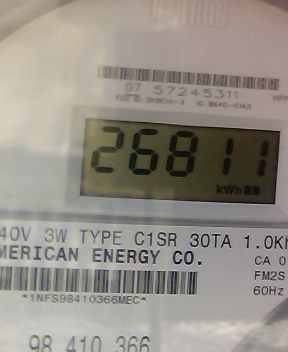 07 57245311
26811
kWh
40V 3W TYPE C1SR 30TA 1.0Kh
MERICAN ENERGY CO.
CA 0
FM2S
*1NFS98410366MEC*
60Hz
98 410 366